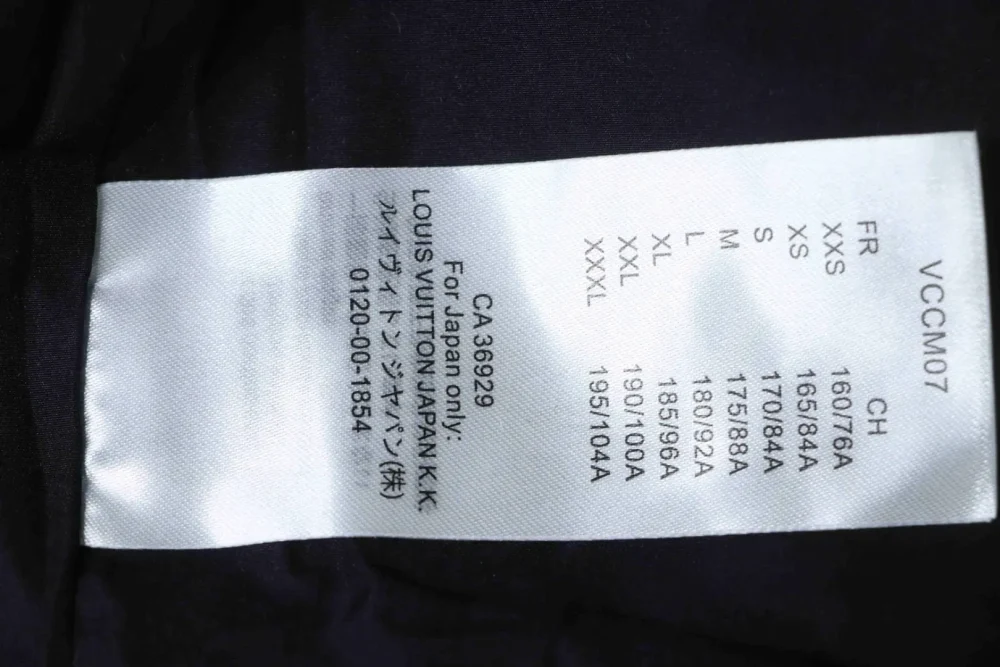 VCCM07
FR CH
XXS 160/76A
XS 165/84A
S 170/84A
M 175/88A
L 180/92A
XL 185/96A
XXL 190/100A
XXXL 195/104A
CA 36929
For Japan only:
LOUIS VUITTON JAPAN K.K.
ルイヴィトン ジャパン(株)
0120-00-1854